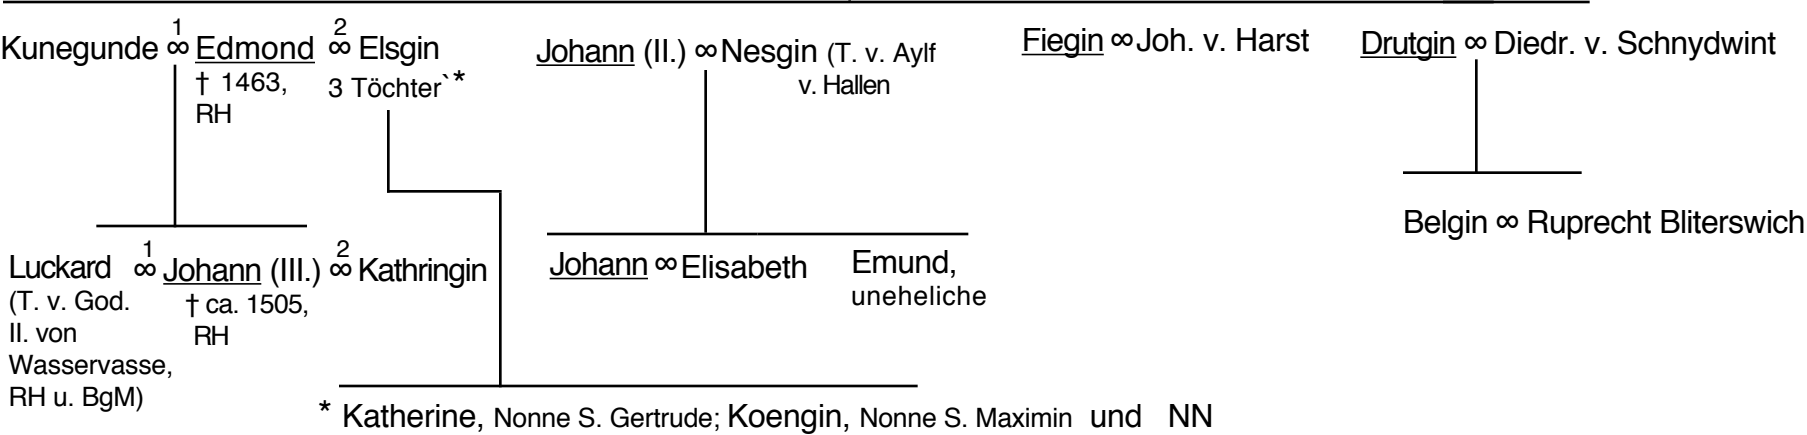 1 2
Kunegunde ∞ Edmond ∞ Elsgin
† 1463,
RH
3 Töchter`*
Johann (II.) ∞ Nesgin (T. v. Aylf
v. Hallen
Fiegin ∞ Joh. v. Harst
Drutgin ∞ Diedr. v. Schnydwint
Belgin ∞ Ruprecht Bliterswich
1 2
Luckard ∞ Johann (III.) ∞ Kathringin
(T. v. God.
II. von
Wasservasse,
RH u. BgM)
† ca. 1505,
RH
Johann ∞ Elisabeth
Emund,
uneheliche
* Katherine, Nonne S. Gertrude; Koengin, Nonne S. Maximin und NN